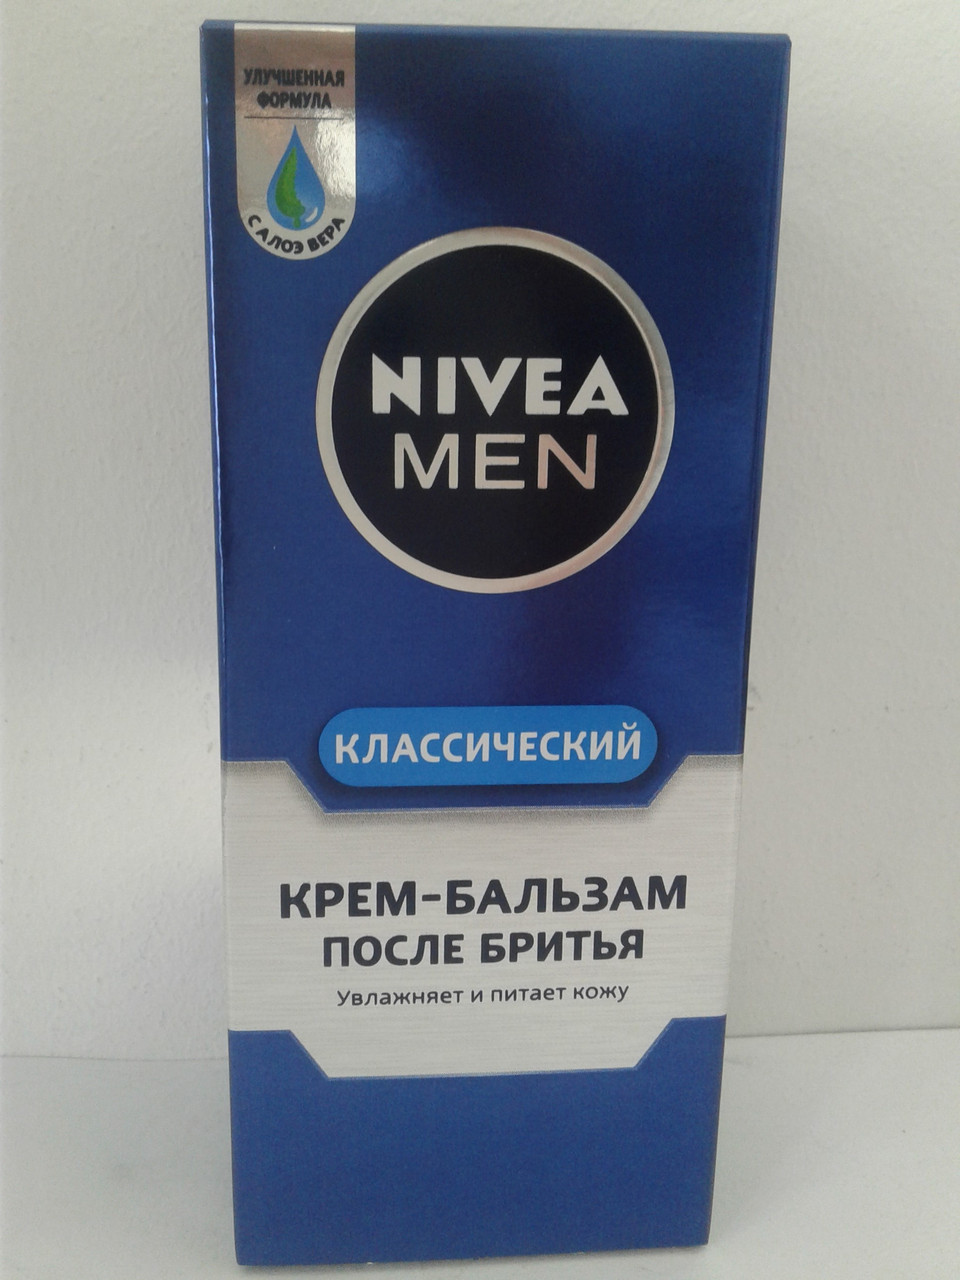 УЛУЧШЕННАЯ
ФОРМУЛА
С АЛОЭ ВЕРА
NIVEA
MEN
КЛАССИЧЕСКИЙ
КРЕМ-БАЛЬЗАМ
ПОСЛЕ БРИТЬЯ
Увлажняет и питает кожу